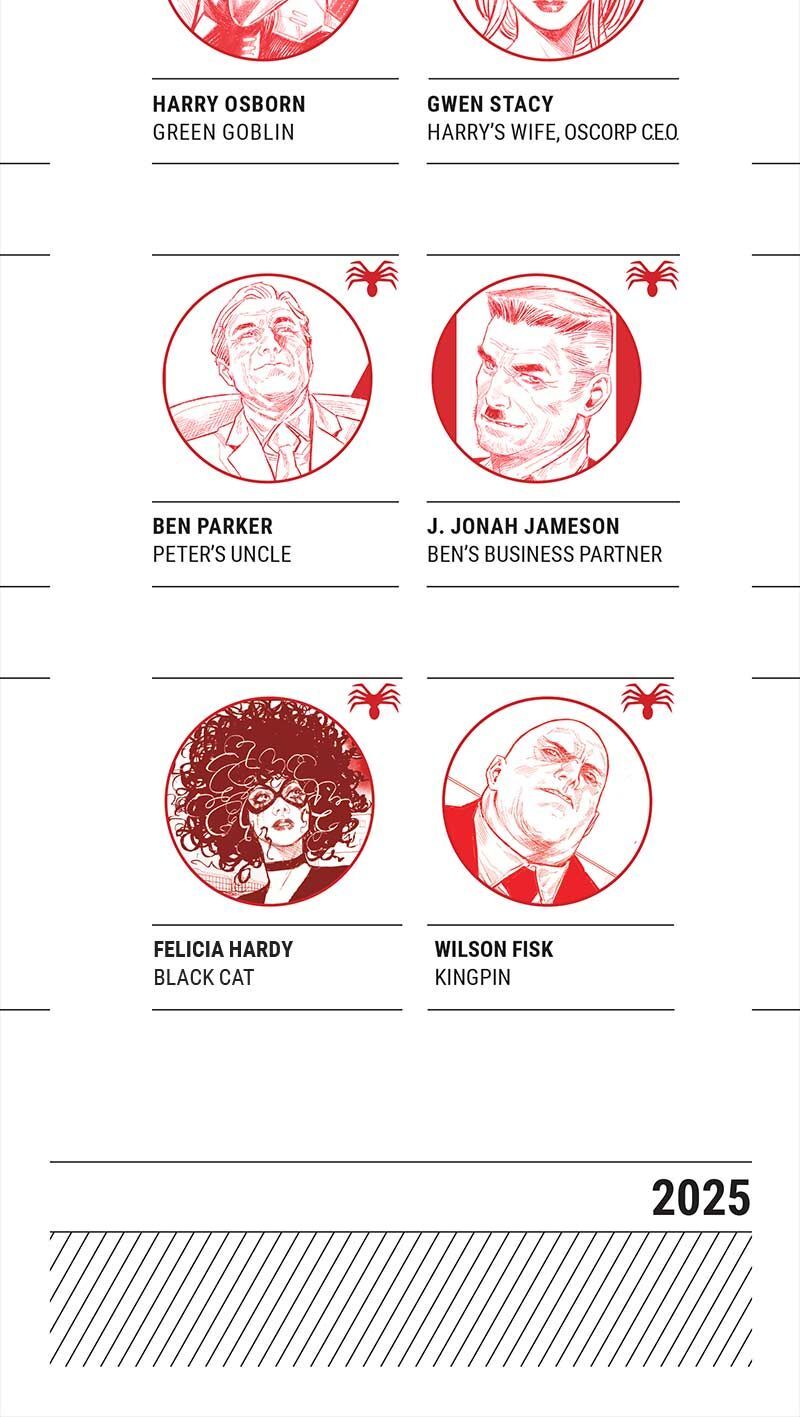 HARRY OSBORN
GREEN GOBLIN
GWEN STACY
HARRY’S WIFE, OSCORP C.E.O.
BEN PARKER
PETER’S UNCLE
J. JONAH JAMESON
BEN’S BUSINESS PARTNER
FELICIA HARDY
BLACK CAT
WILSON FISK
KINGPIN
2025